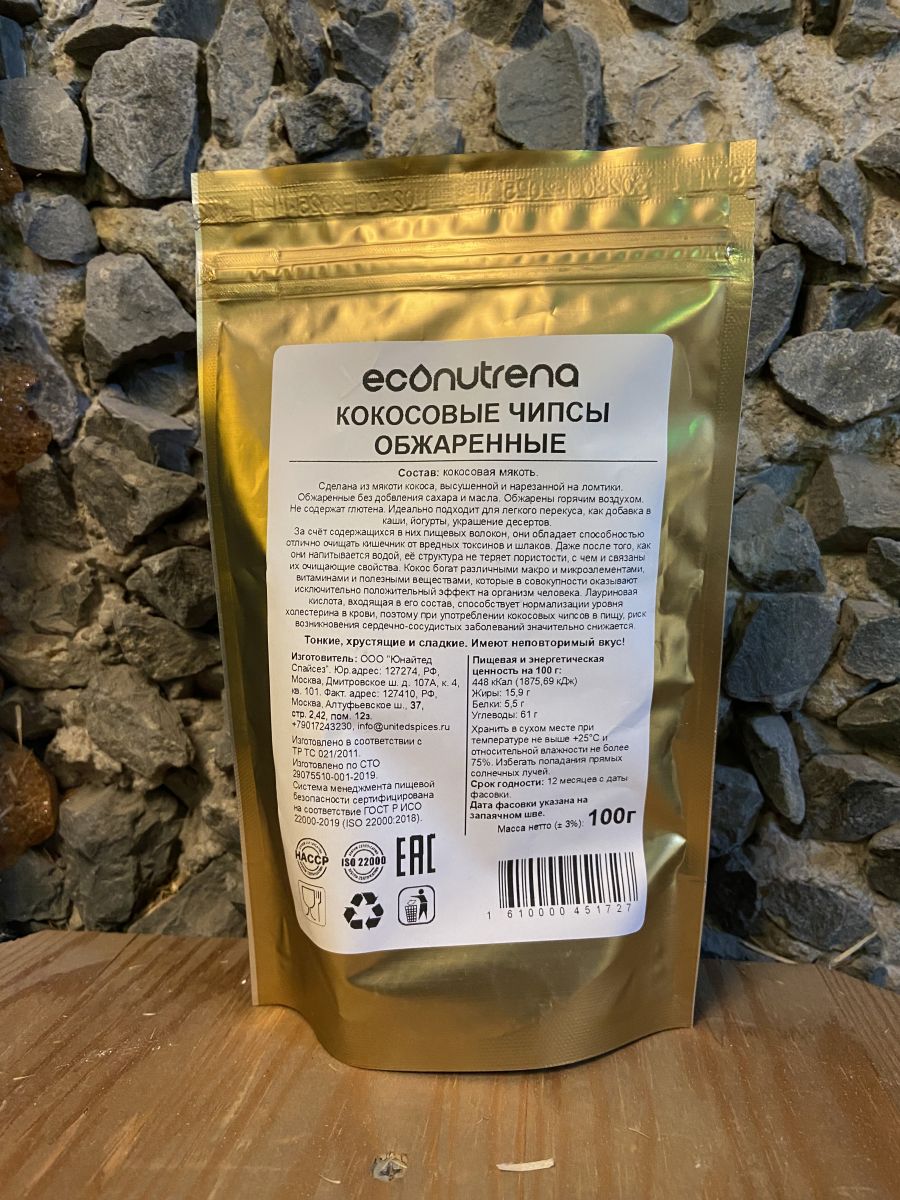 02-04-2025
econutrena
КОКОСОВЫЕ ЧИПСЫ
ОБЖАРЕННЫЕ
Состав: кокосовая мякоть.
Сделана из мякоти кокоса, высушенной и нарезанной на ломтики.
Обжаренные без добвления сахара и масла. Обжарены горячим воздухом.
Не содержат глютена. Идеально подходит для легкого перекуса, как добавка в
каши, йогурты, украшение десертов.
За счёт содержащихся в них пищевых волокон, они обладает способностью
отлично очищать кишечник от вредных токсинов и шлаков. Даже после того, как
они напитывается водой, её структура не теряет пористости, с чем и связаны
их очищающие свойства. Кокос богат различными макро и микроэлементами,
витаминами и полезными веществами, которые в совокупности оказывают
исключительно положительный эффект на организм человека. Лауриновая
кислота, входящая в его состав, способствует нормализации уровня
холестерина в крови, поэтому при употреблении кокосовых чипсов в пищу, риск
возникновения сердечно-сосудистых заболеваний значительно снижается.
Тонкие, хрустящие и сладкие. Имеют неповторимый вкус!
Изготовитель: ООО "Юнайтед
Спайсез". Юр.адрес: 127274, РФ,
Москва, Дмитровское ш. д. 107А, к. 4,
кв. 101. Факт. адрес: 127410, РФ,
Москва, Алтуфьевское ш., 37,
стр. 2,42, пом. 12з.
+79017243230, info@unitedspices.ru
Изготовлено в соответствии с
ТР ТС 021/2011.
Изготовлено по СТО
29075510-001-2019.
Система менеджмента пищевой
безопасности сертифицирована
на соответствие ГОСТ Р ИСО
22000-2019 (ISO 22000:2018).
Пищевая и энергетическая
ценность на 100 г:
448 кКал (1875,69 кДж)
Жиры: 15,9 г
Белки: 5,5 г
Углеводы: 61 г
Хранить в сухом месте при
температуре не выше +25°С и
относительной влажности не более
75%. Избегать попадания прямых
солнечных лучей.
Срок годности: 12 месяцев с даты
фасовки.
Дата фасовки указана на
запаячном шве.
Масса нетто (± 3%): 100г
HACCP
ISO 22000
EAC
1 610000 451727